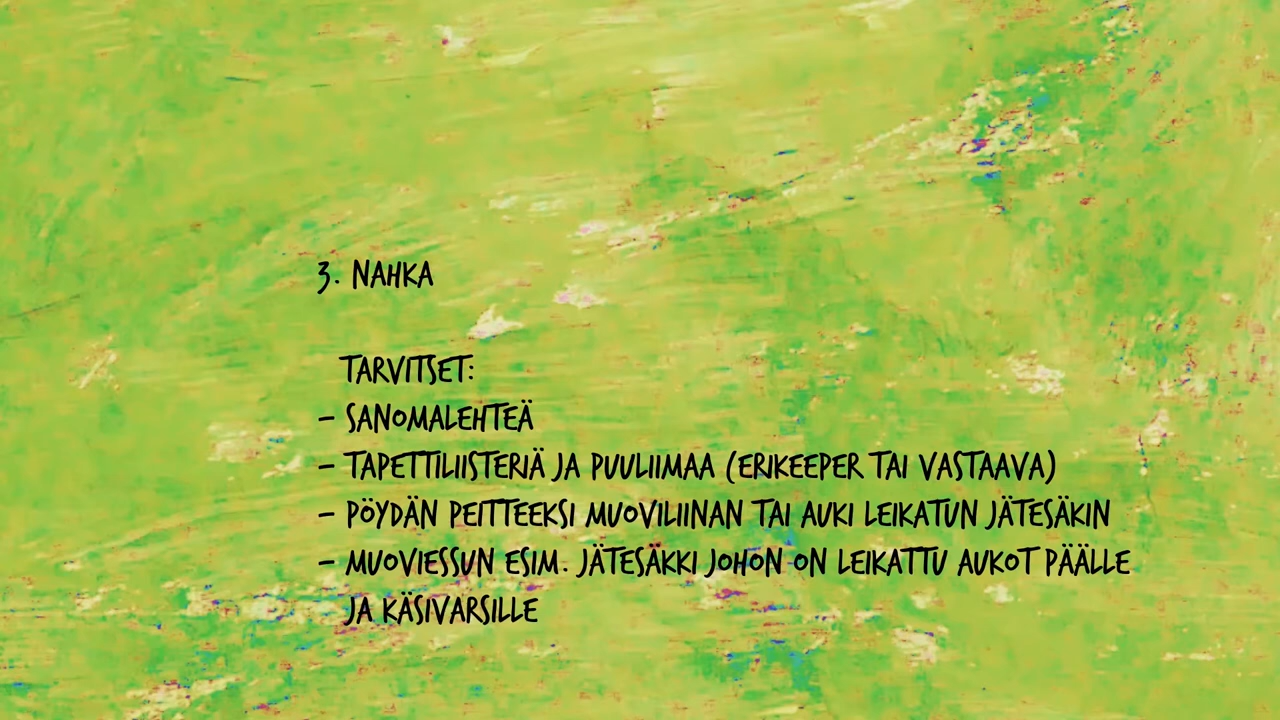 3. NAHKA
TARVITSET:
- SANOMALEHTEÄ
- TAPETTILIISTERIÄ JA PUULIIMAA (ERIKEEPER TAI VASTAAVA)
- PÖYDÄN PEITTEEKSI MUOVILIINAN TAI AUKI LEIKATUN JÄTESÄKIN
- MUOVIESSUN ESIM. JÄTESÄKKI JOHON ON LEIKATTU AUKOT PÄÄLLE
JA KÄSIVARSILLE